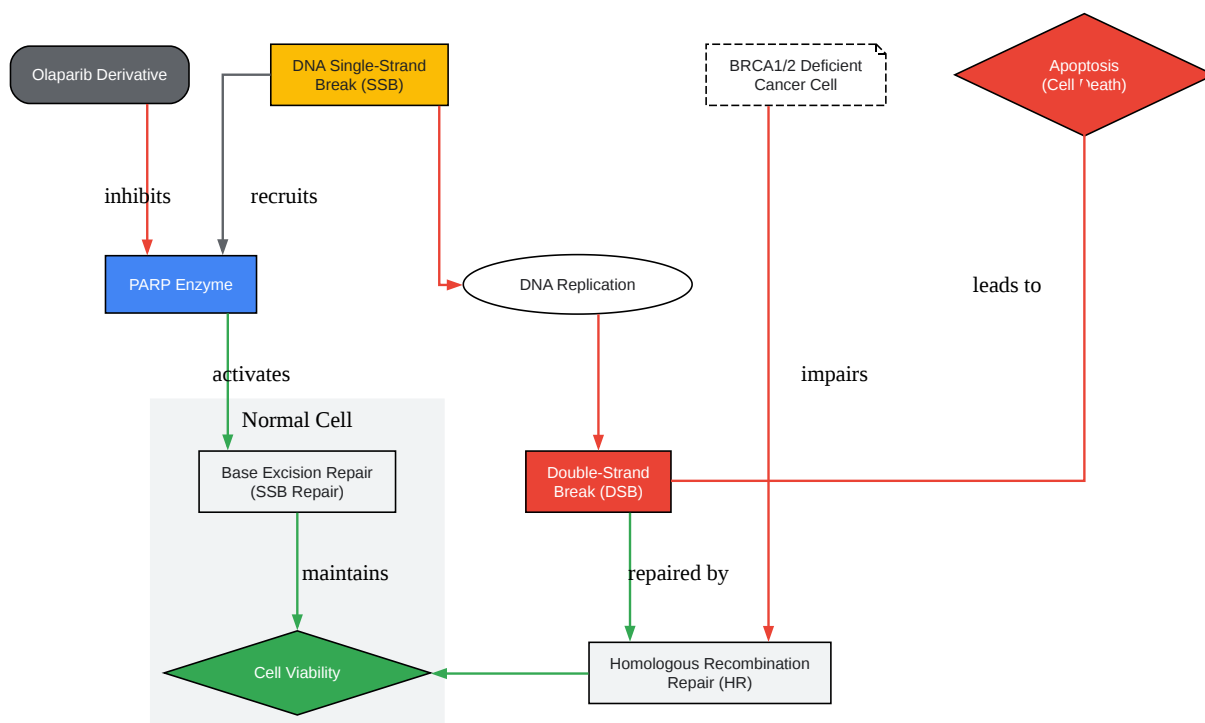 Olaparib Derivative
DNA Single-Strand
Break (SSB)
BRCA1/2 Deficient
Cancer Cell
Apoptosis
(Cell Death)
inhibits
recruits
PARP Enzyme
DNA Replication
leads to
activates
impairs
Normal Cell
Base Excision Repair
(SSB Repair)
Double-Strand
Break (DSB)
maintains
repaired by
Cell Viability
Homologous Recombination
Repair (HR)